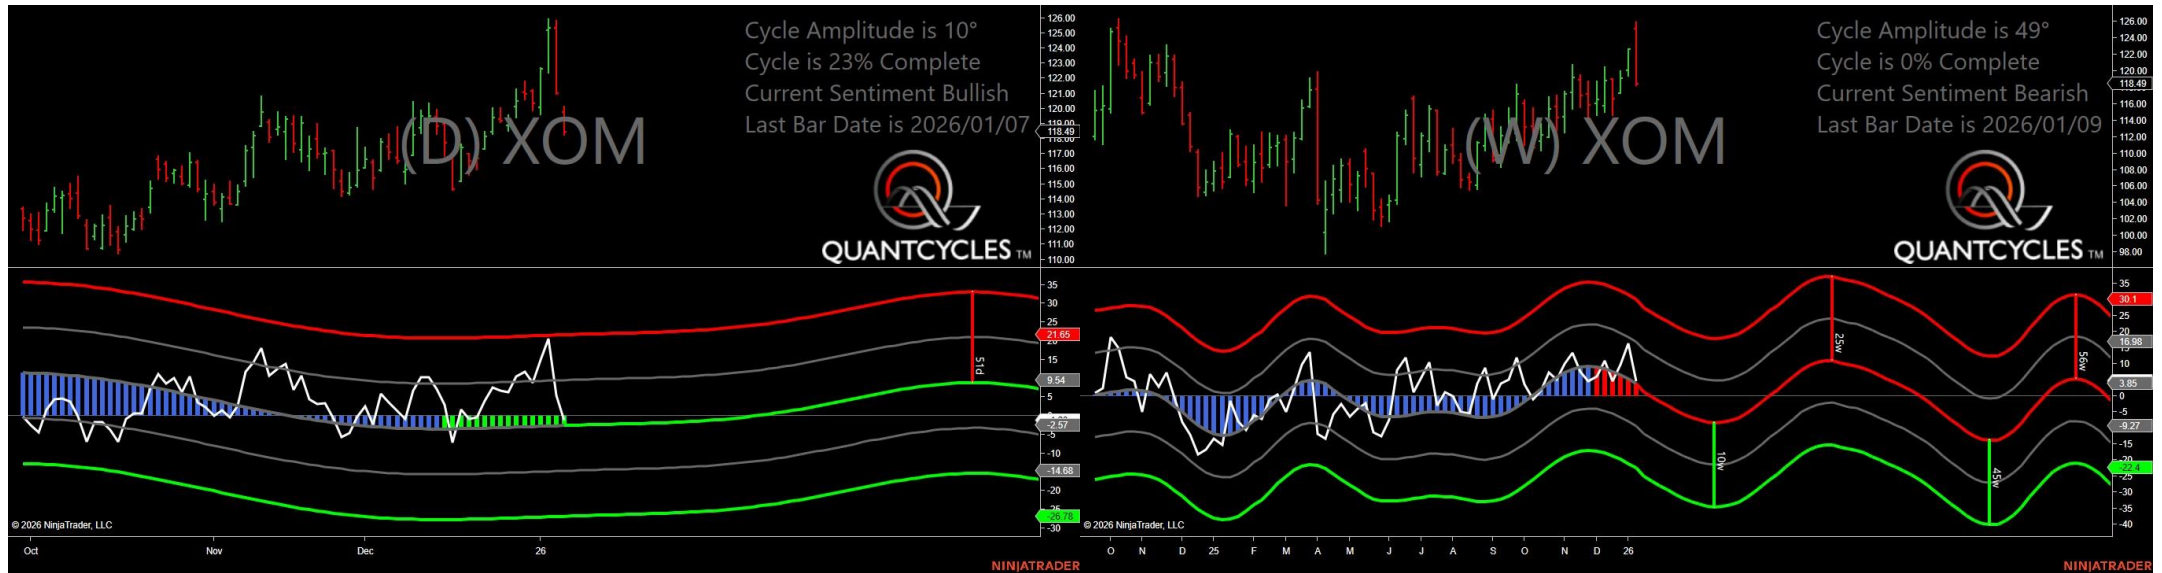 Cycle Amplitude is 10°
Cycle is 23% Complete
Current Sentiment Bullish
Last Bar Date is 2026/01/07
(D) XOM
QUANTCYCLES TM
126.00
125.00
124.00
123.00
122.00
121.00
120.00
119.00
118.49
117.00
116.00
115.00
114.00
113.00
112.00
111.00
110.00
35
30
25
21.65
20
15
9.54
5
-2.57
-5
-10
-14.68
-20
-25
-26.78
-30
51d
© 2026 NinjaTrader, LLC
Oct Nov Dec 26
NINJATRADER
Cycle Amplitude is 49°
Cycle is 0% Complete
Current Sentiment Bearish
Last Bar Date is 2026/01/09
(W) XOM
QUANTCYCLES TM
126.00
124.00
122.00
120.00
118.49
116.00
114.00
112.00
110.00
108.00
106.00
104.00
102.00
100.00
98.00
35
30.1
25
20
16.98
10
3.85
0
-5
-9.27
-15
-20
-22.4
-25
-30
-35
-40
10w
25w
45w
56w
© 2026 NinjaTrader, LLC
O N D 25 F M A M J J A S O N D 26
NINJATRADER